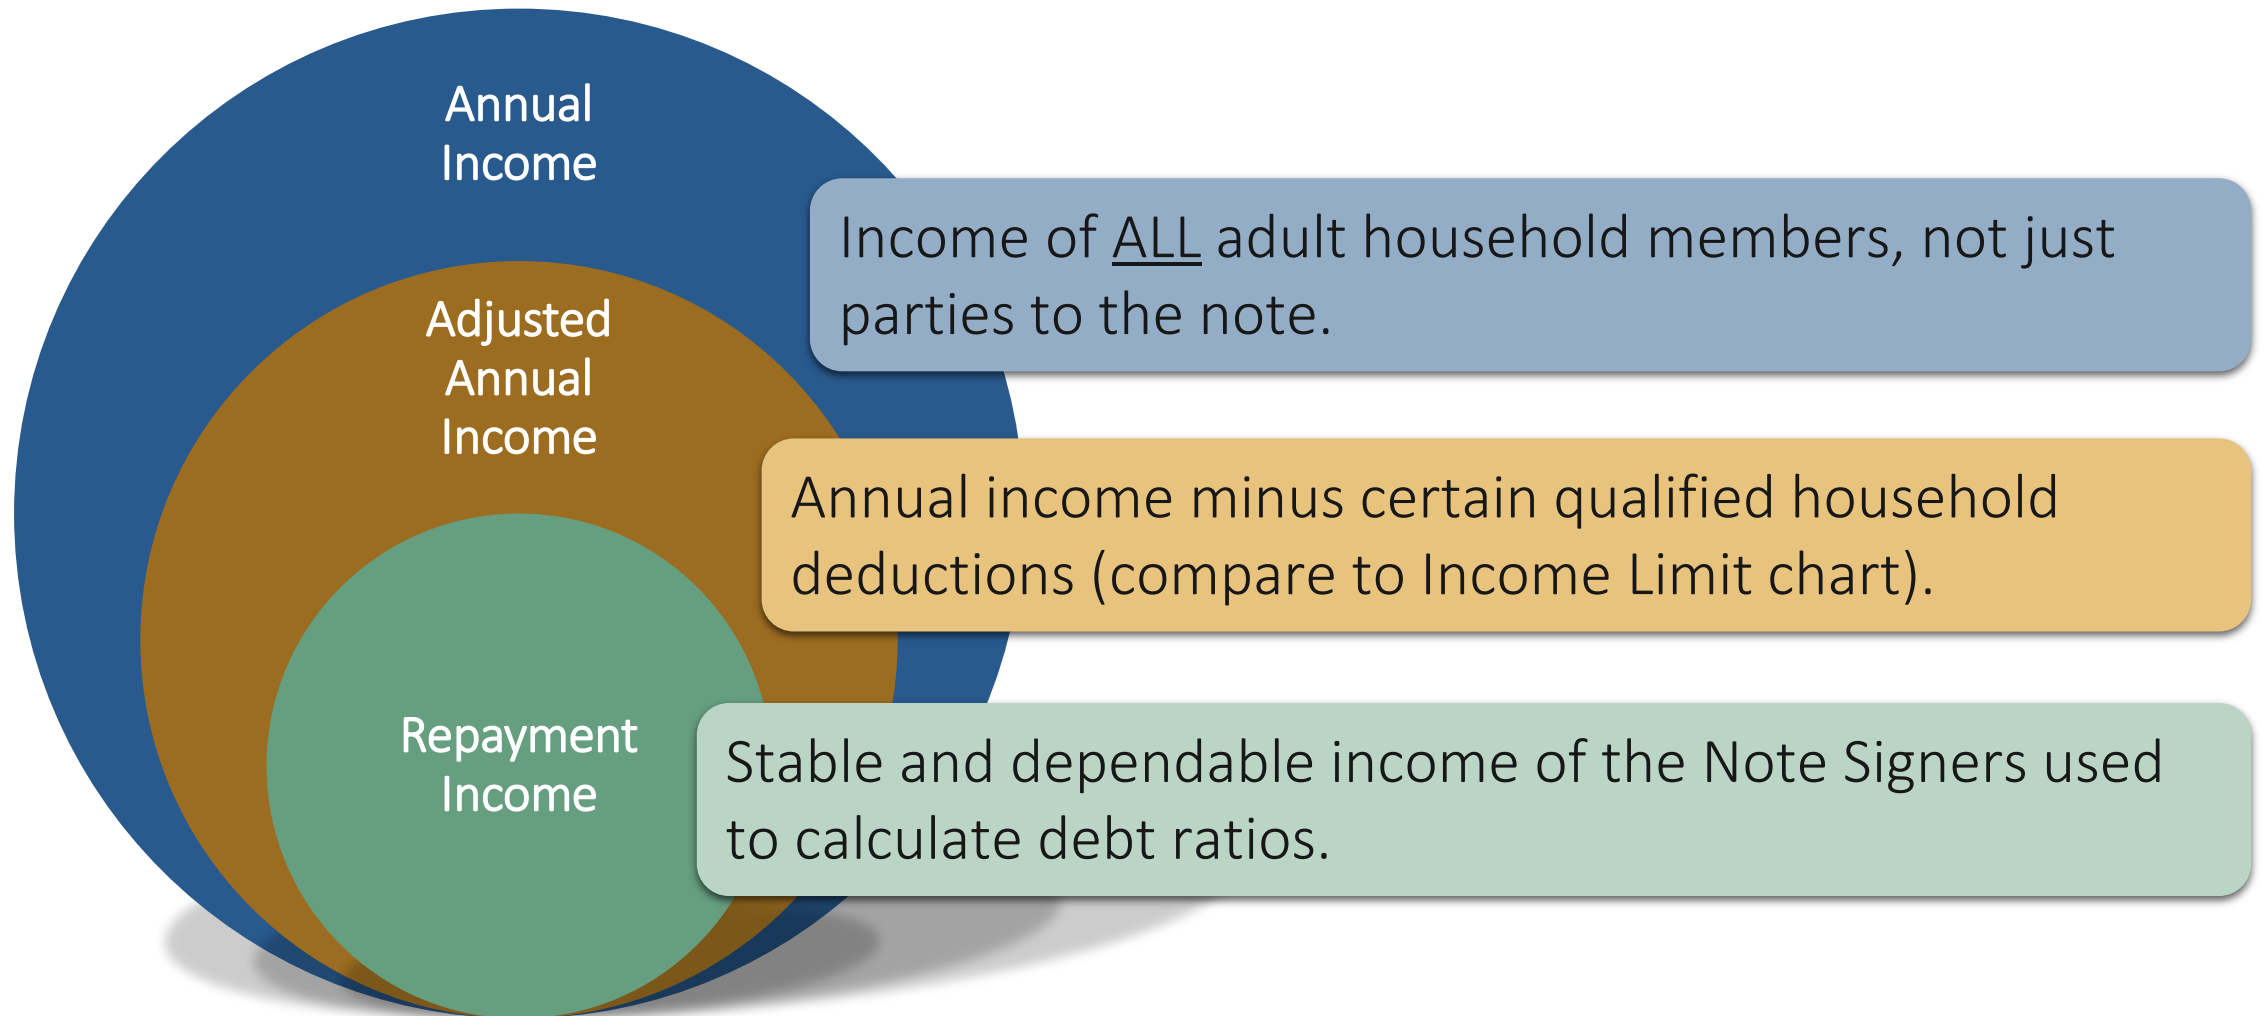 Annual
Income
Income of ALL adult household members, not just
parties to the note.
Adjusted
Annual
Income
Annual income minus certain qualified household
deductions (compare to Income Limit chart).
Repayment
Income
Stable and dependable income of the Note Signers used
to calculate debt ratios.